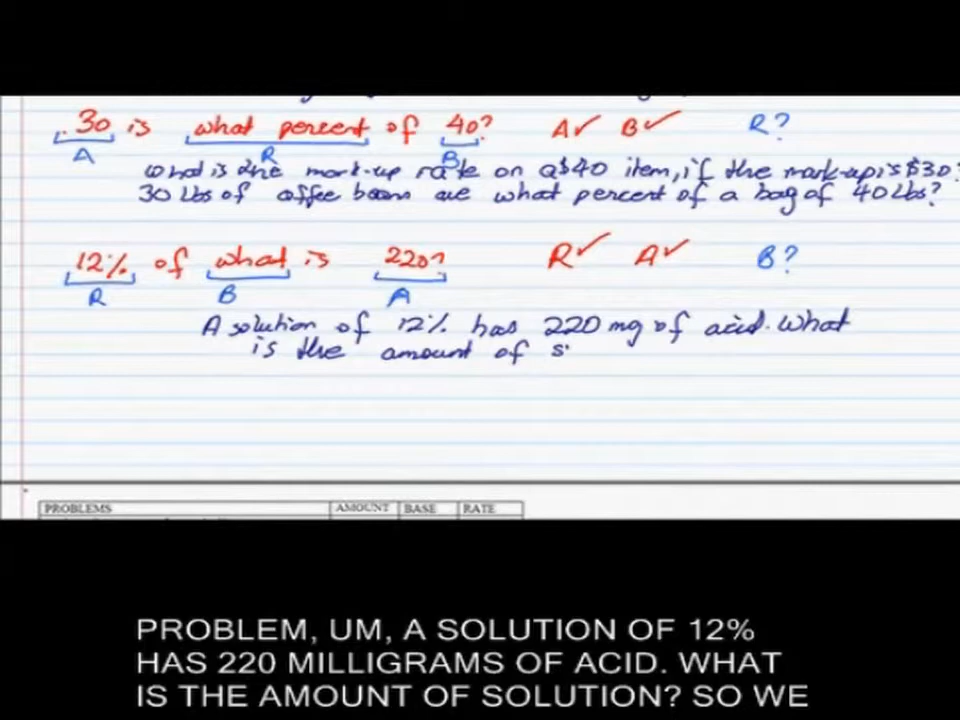 30 is what percent of 40? A✓ B✓ R?
A R B
What is the mark-up rate on a $40 item, if the mark-up is $30?
30 Lbs of coffee beans are what percent of a bag of 40 Lbs?
12% of what is 220? R✓ A✓ B?
R B A
A solution of 12% has 220 mg of acid. What
is the amount of s
PROBLEMS AMOUNT BASE RATE
PROBLEM, UM, A SOLUTION OF 12%
HAS 220 MILLIGRAMS OF ACID. WHAT
IS THE AMOUNT OF SOLUTION? SO WE